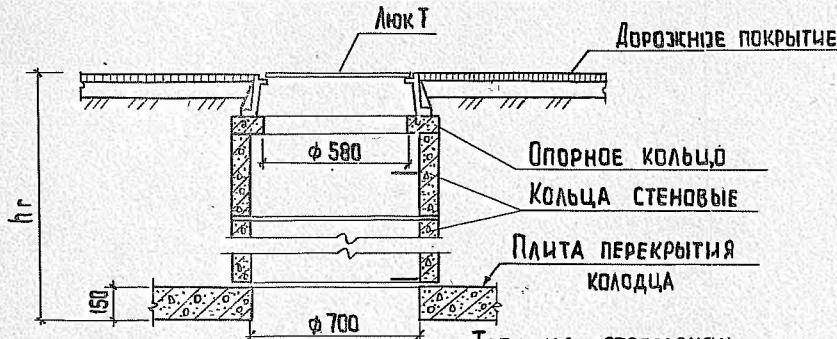 Люк Т
Дорожное покрытие
ф 580
Опорное кольцо
Кольца стеновые
hг
Плита перекрытия
колодца
150
ф 700